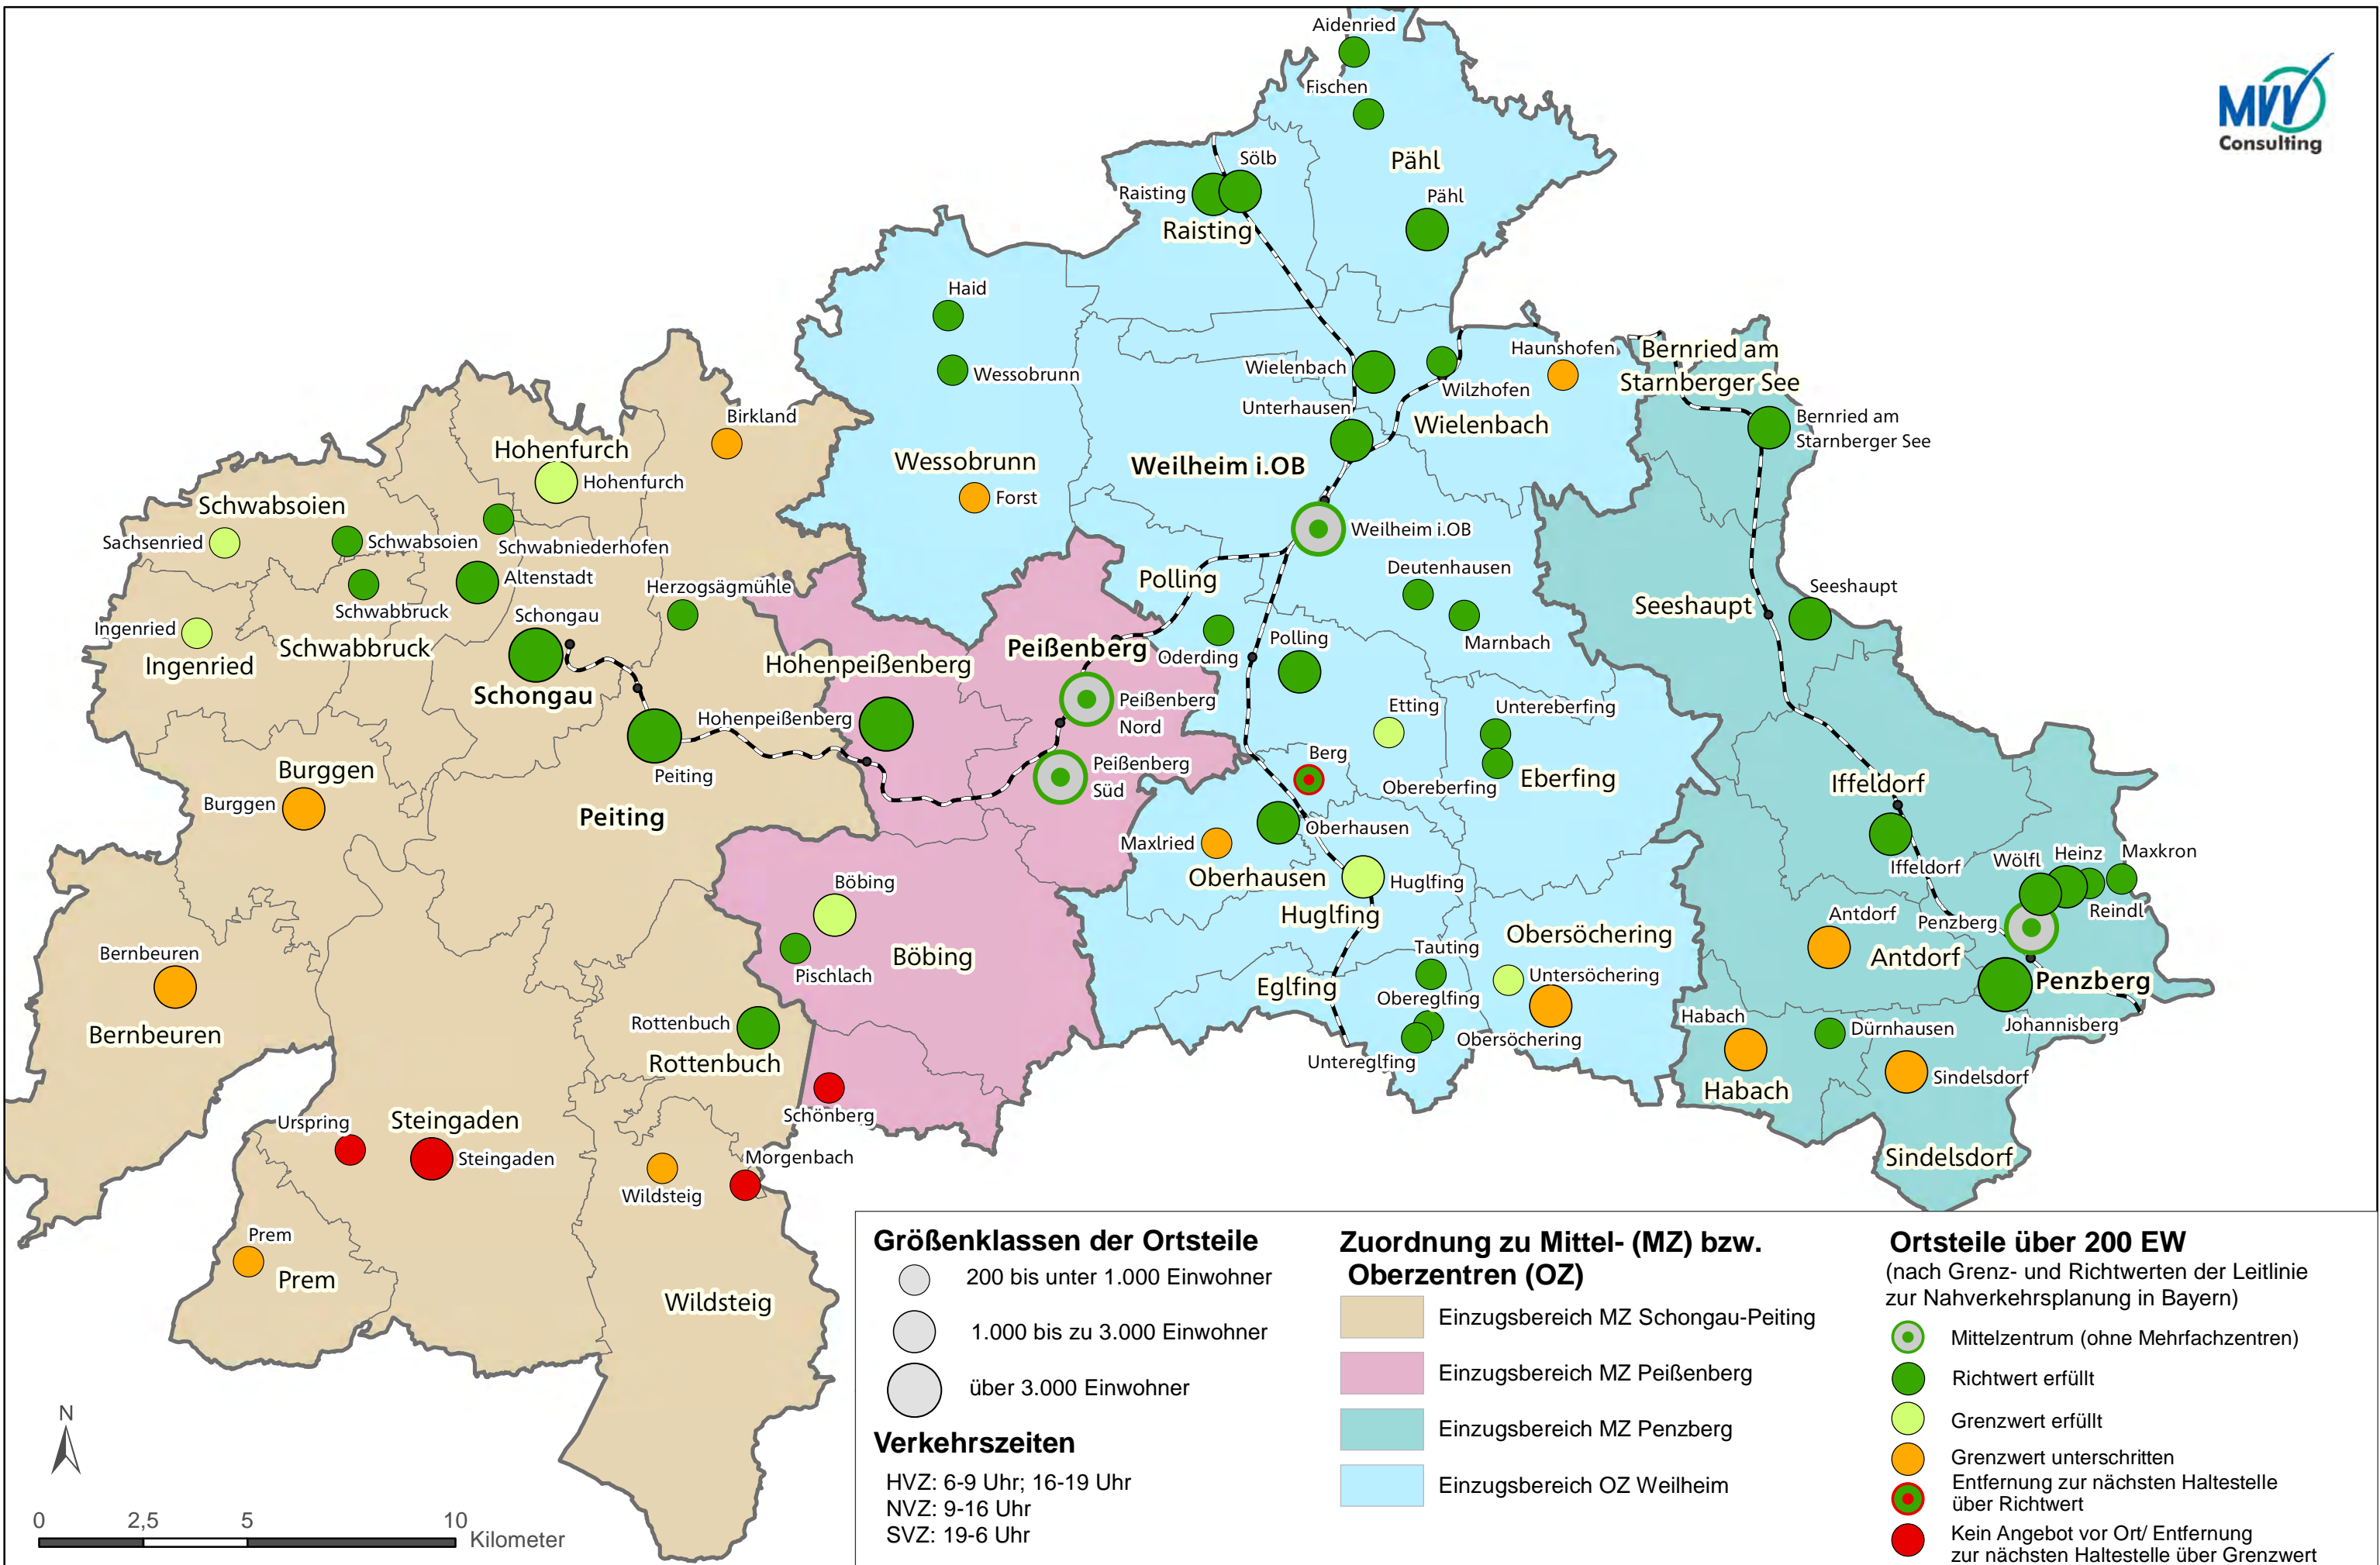 MVV
Consulting
Aidenried
Fischen
Pähl
Pähl
Sölb
Raisting
Raisting
Haid
Wessobrunn
Wessobrunn
Forst
Wielenbach
Unterhausen
Wilzhofen
Haunshofen
Wielenbach
Weilheim i.OB
Weilheim i.OB
Bernried am
Starnberger See
Bernried am
Starnberger See
Birkland
Hohenfurch
Hohenfurch
Schwabsoien
Sachsenried
Schwabsoien
Schwabniederhofen
Altenstadt
Schwabbruck
Schwabbruck
Ingenried
Ingenried
Herzogsägmühle
Schongau
Schongau
Peiting
Peiting
Hohenpeißenberg
Hohenpeißenberg
Peißenberg
Peißenberg
Nord
Peißenberg
Süd
Polling
Oderding
Polling
Deutenhausen
Marnbach
Seeshaupt
Seeshaupt
Etting
Untereberfing
Obereberfing
Eberfing
Berg
Oberhausen
Maxlried
Oberhausen
Huglfing
Huglfing
Iffeldorf
Iffeldorf
Wölfl
Heinz
Maxkron
Reindl
Penzberg
Penzberg
Johannisberg
Antdorf
Antdorf
Burggen
Burggen
Bernbeuren
Bernbeuren
Böbing
Pischlach
Böbing
Rottenbuch
Rottenbuch
Schönberg
Obersöchering
Tauting
Untersöchering
Obereglfing
Eglfing
Obersöchering
Untereglfing
Habach
Habach
Dürnhausen
Sindelsdorf
Sindelsdorf
Urspring
Steingaden
Steingaden
Morgenbach
Wildsteig
Wildsteig
Prem
Prem
N
0 2,5 5 10
Kilometer
Größenklassen der Ortsteile
200 bis unter 1.000 Einwohner
1.000 bis zu 3.000 Einwohner
über 3.000 Einwohner
Verkehrszeiten
HVZ: 6-9 Uhr; 16-19 Uhr
NVZ: 9-16 Uhr
SVZ: 19-6 Uhr
Zuordnung zu Mittel- (MZ) bzw.
Oberzentren (OZ)
Einzugsbereich MZ Schongau-Peiting
Einzugsbereich MZ Peißenberg
Einzugsbereich MZ Penzberg
Einzugsbereich OZ Weilheim
Ortsteile über 200 EW
(nach Grenz- und Richtwerten der Leitlinie
zur Nahverkehrsplanung in Bayern)
Mittelzentrum (ohne Mehrfachzentren)
Richtwert erfüllt
Grenzwert erfüllt
Grenzwert unterschritten
Entfernung zur nächsten Haltestelle
über Richtwert
Kein Angebot vor Ort/ Entfernung
zur nächsten Haltestelle über Grenzwert